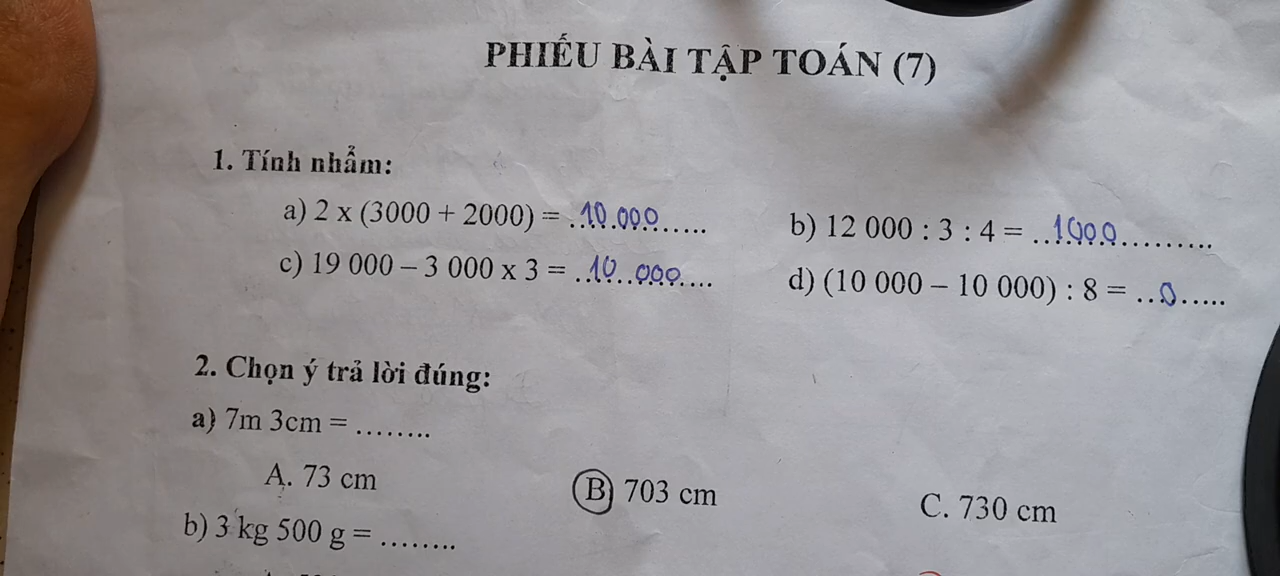 PHIẾU BÀI TẬP TOÁN (7)
1. Tính nhẩm:
a) 2 x (3000 + 2000) = ..10.000......
b) 12 000 : 3 : 4 = ..1000.........
c) 19 000 – 3 000 x 3 = ..10..000....
d) (10 000 – 10 000) : 8 = ..0.....
2. Chọn ý trả lời đúng:
a) 7m 3cm = ........
A. 73 cm
B) 703 cm
C. 730 cm
b) 3 kg 500 g = ........